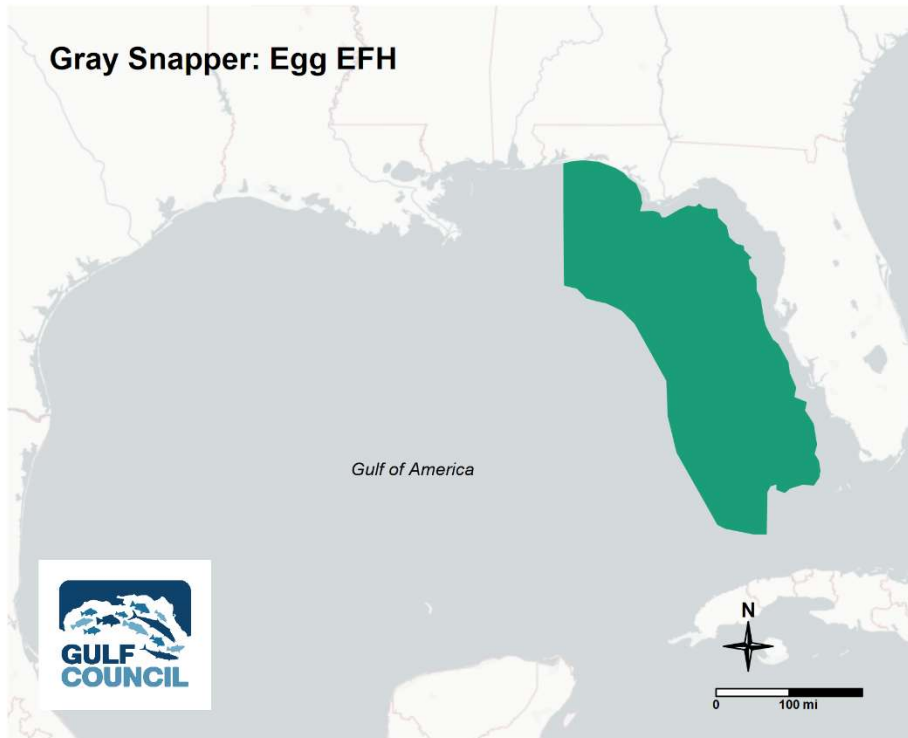 Gray Snapper: Egg EFH
Gulf of America
GULF
COUNCIL
N
0 100 mi